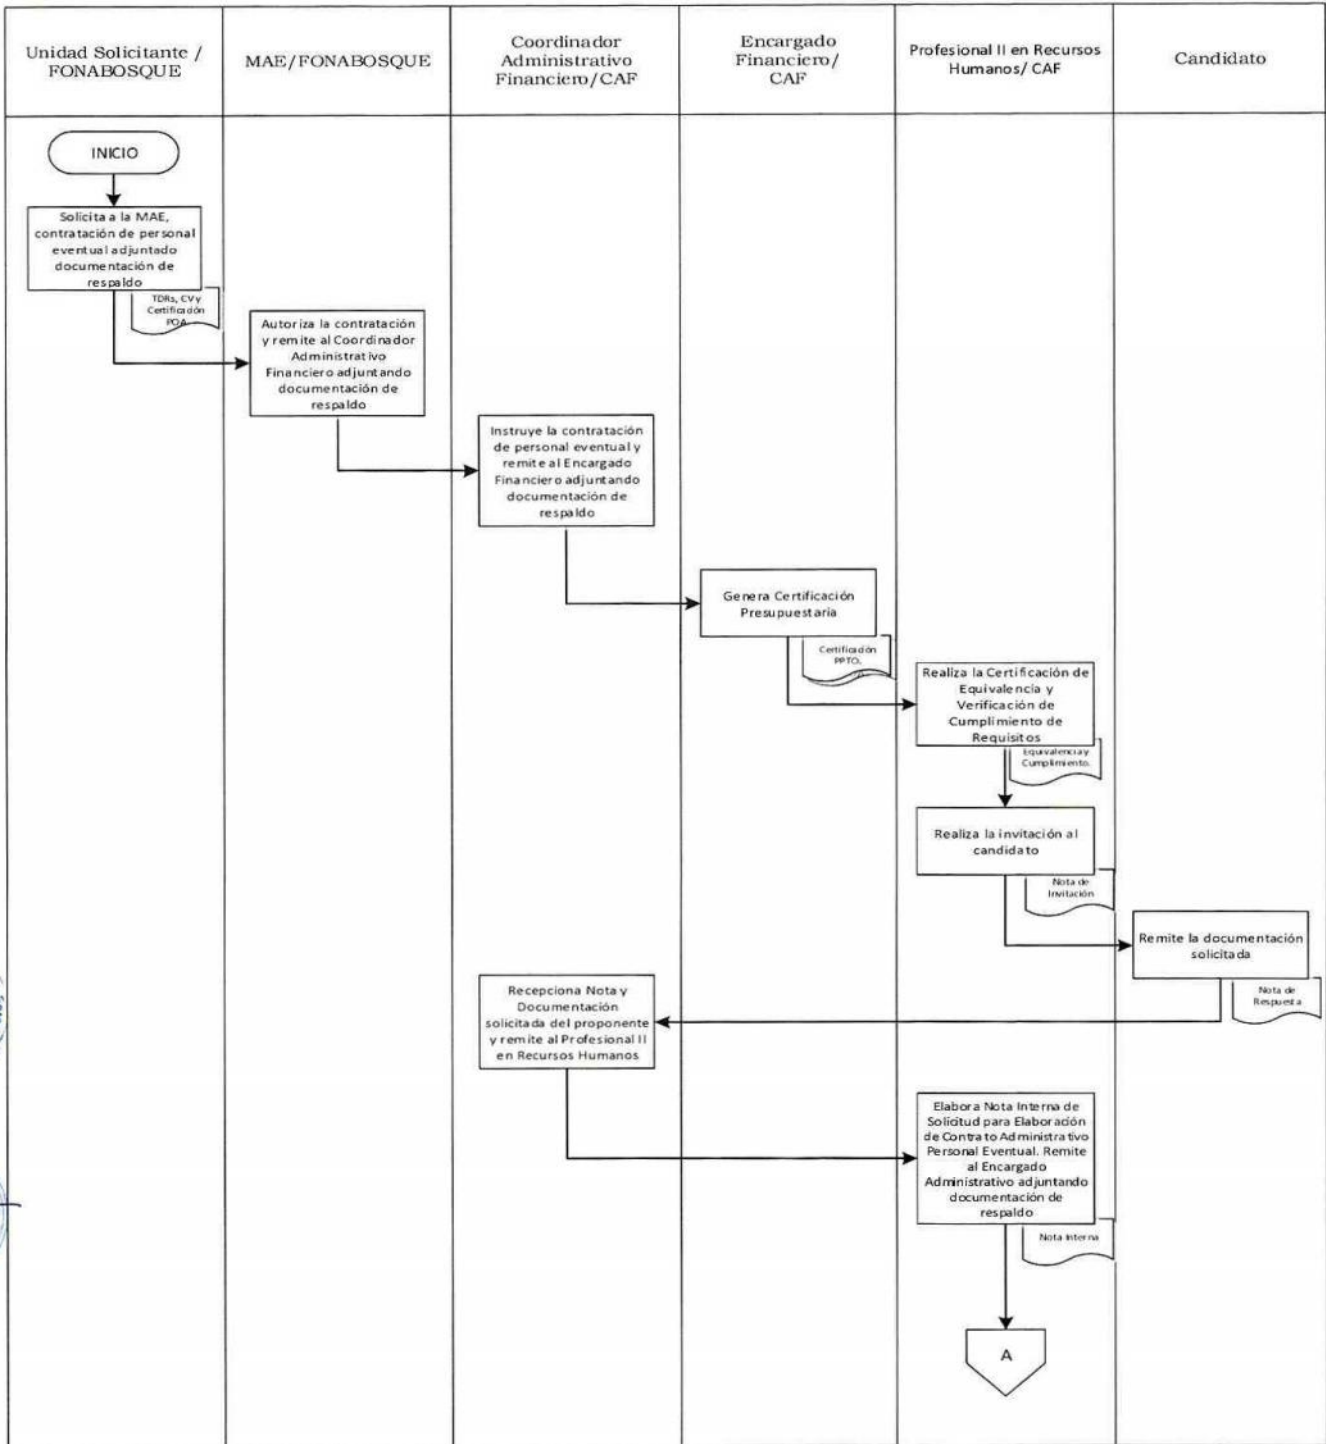 Unidad Solicitante /
FONABOSQUE
MAE/FONABOSQUE
Coordinador
Administrativo
Financiero/CAF
Encargado
Financiero/
CAF
Profesional II en Recursos
Humanos/ CAF
Candidato
INICIO
Solicita a la MAE,
contratación de personal
eventual adjuntado
documentación de
respaldo
TDRs, CV y
Certificación
POA
Autoriza la contratación
y remite al Coordinador
Administrativo
Financiero adjuntando
documentación de
respaldo
Instruye la contratación
de personal eventual y
remite al Encargado
Financiero adjuntando
documentación de
respaldo
Genera Certificación
Presupuestaria
Certificación
PPTO.
Realiza la Certificación de
Equivalencia y
Verificación de
Cumplimiento de
Requisitos
Equivalencia y
Cumplimiento.
Realiza la invitación al
candidato
Nota de
Invitación
Remite la documentación
solicitada
Nota de
Respuesta
Recepciona Nota y
Documentación
solicitada del proponente
y remite al Profesional II
en Recursos Humanos
Elabora Nota Interna de
Solicitud para Elaboración
de Contrato Administrativo
Personal Eventual. Remite
al Encargado
Administrativo adjuntando
documentación de
respaldo
Nota Interna
A